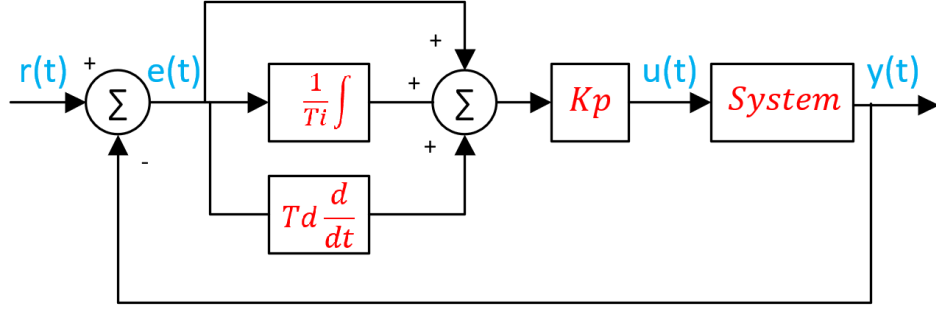 +
r(t)
+
e(t)
Σ
-
1/Ti ∫
Td d/dt
+
+
+
Σ
Kp
u(t)
System
y(t)